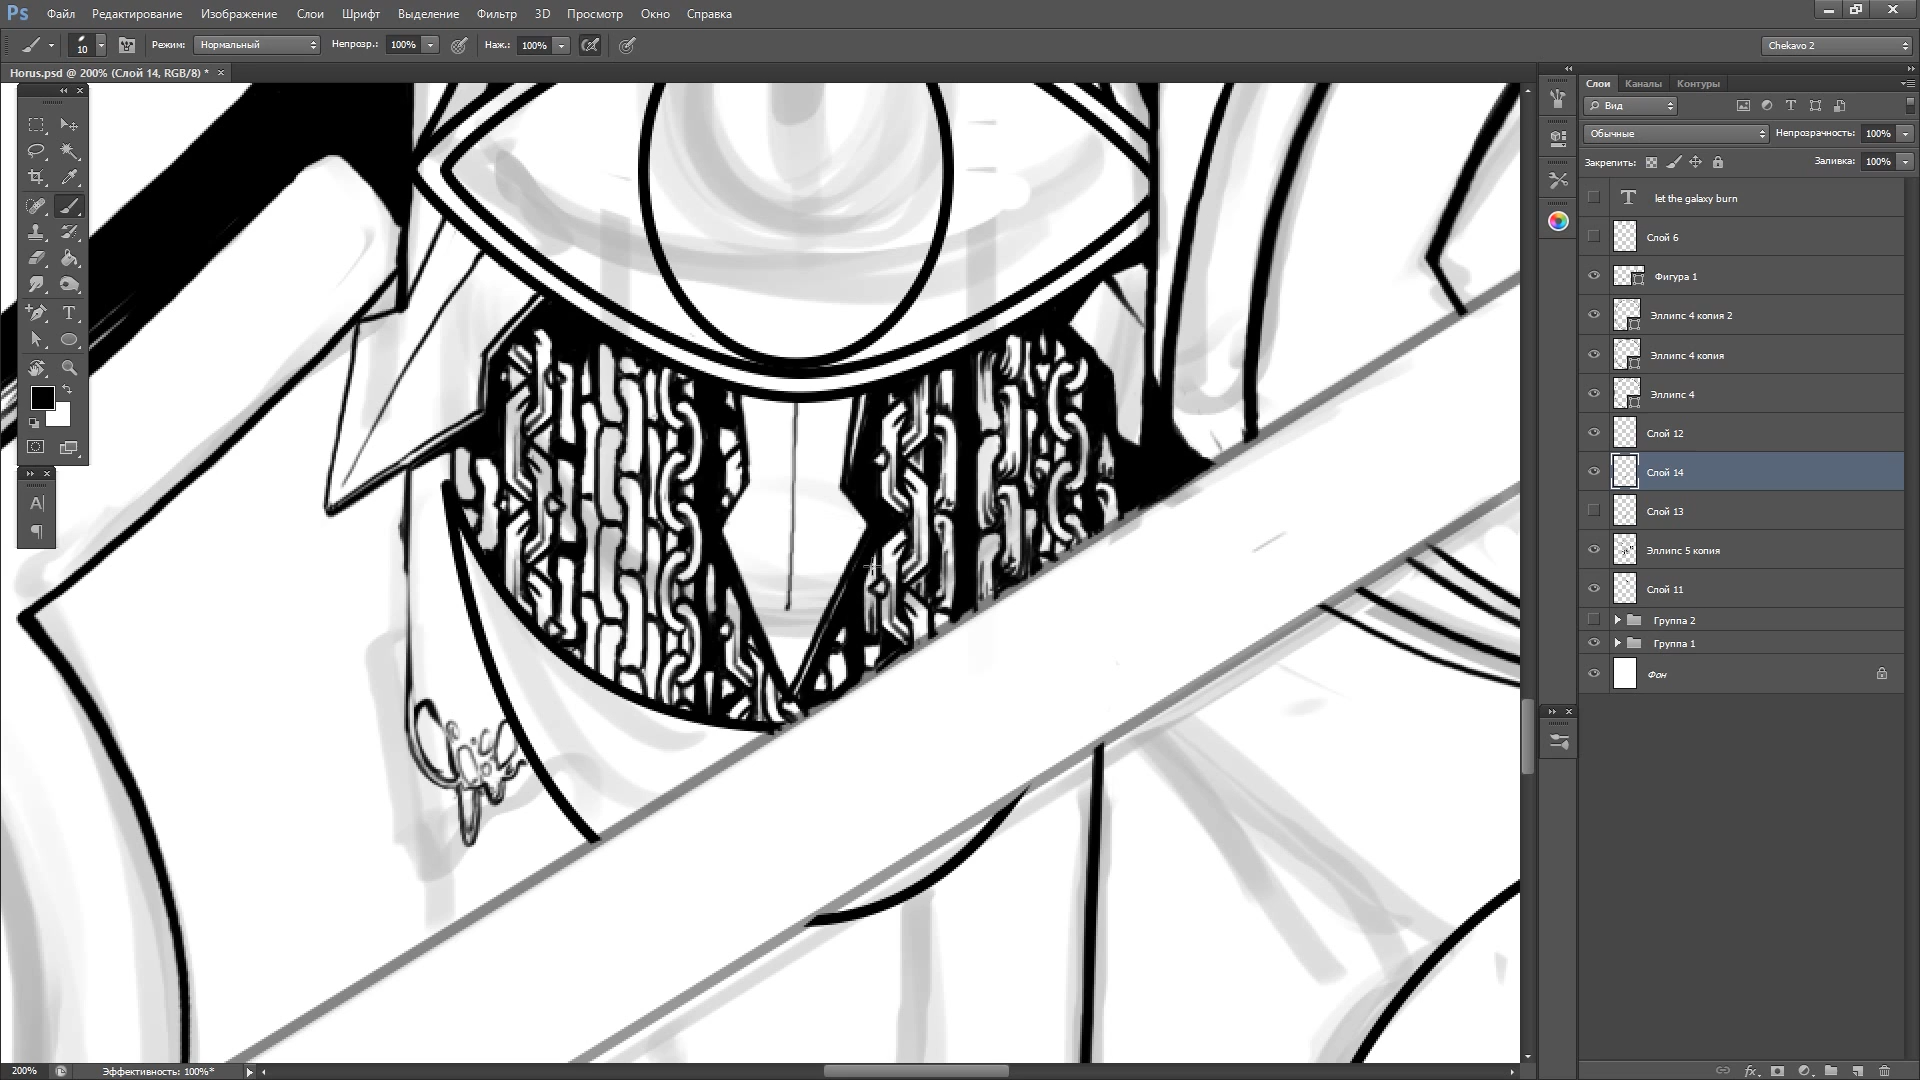 Ps Файл Редактирование Изображение Слои Шрифт Выделение Фильтр 3D Просмотр Окно Справка
10 Режим: Нормальный Непрозр.: 100% Наж.: 100% Chekavo 2
Horus.psd @ 200% (Слой 14, RGB/8) *
Слои Каналы Контуры
Вид
Обычные Непрозрачность: 100%
Закрепить: Заливка: 100%
let the galaxy burn
Слой 6
Фигура 1
Эллипс 4 копия 2
Эллипс 4 копия
Эллипс 4
Слой 12
Слой 14
Слой 13
Эллипс 5 копия
Слой 11
Группа 2
Группа 1
Фон
200% Эффективность: 100%*